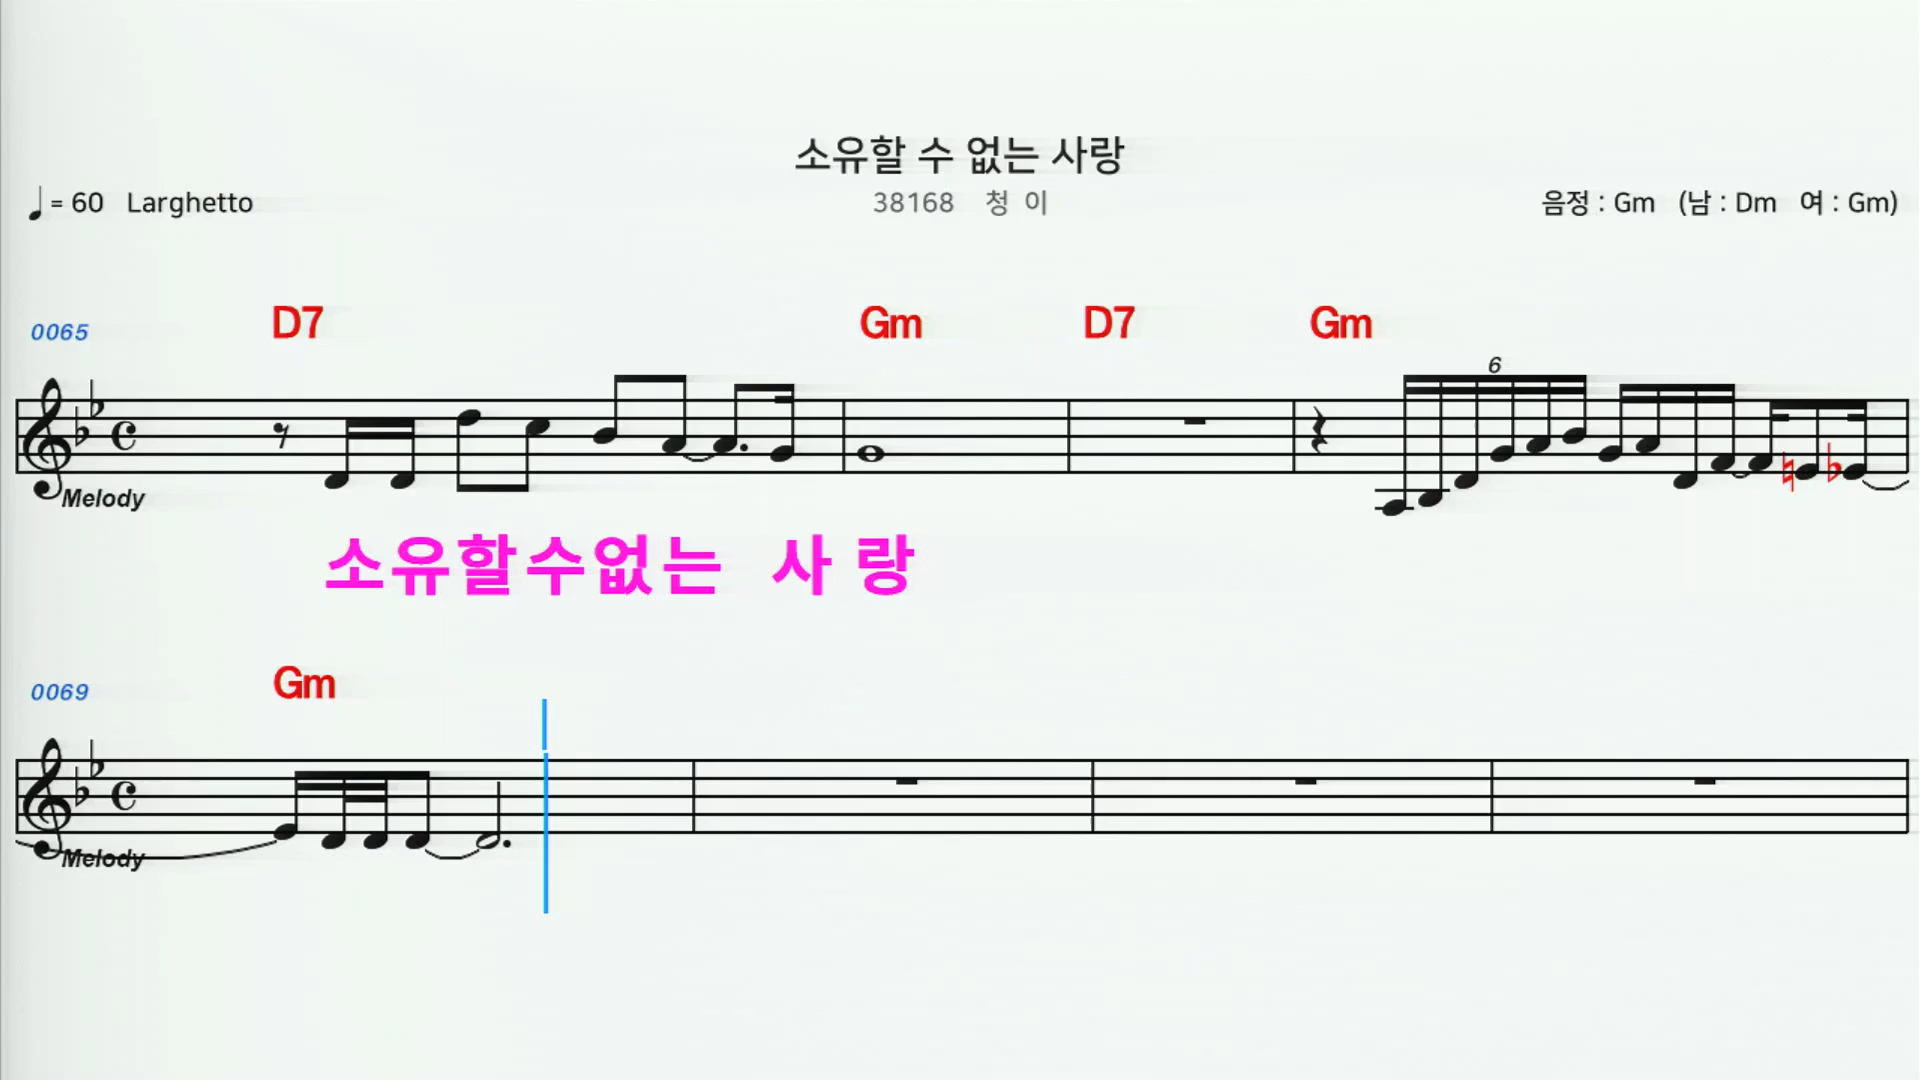 소유할 수 없는 사랑
= 60 Larghetto 38168 청 이 음정 : Gm (남 : Dm 여 : Gm)
0065 D7 Gm D7 Gm
6
Melody
소유할수없는 사 랑
0069 Gm
Melody